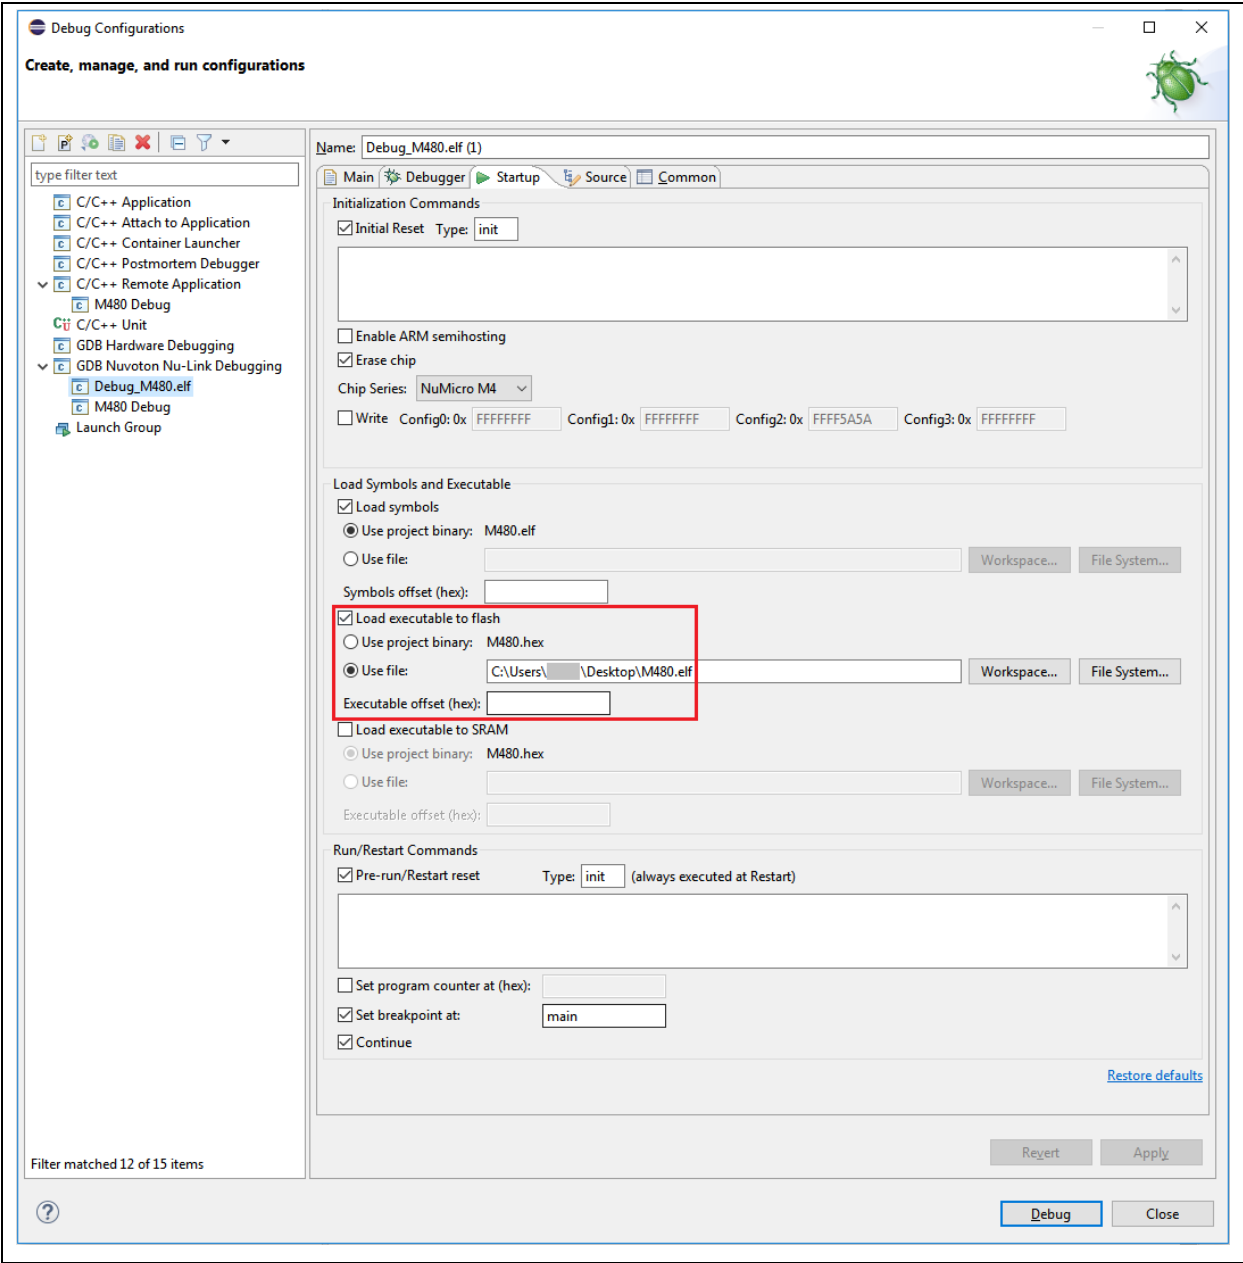 Debug Configurations
Create, manage, and run configurations
type filter text
C/C++ Application
C/C++ Attach to Application
C/C++ Container Launcher
C/C++ Postmortem Debugger
C/C++ Remote Application
M480 Debug
C/C++ Unit
GDB Hardware Debugging
GDB Nuvoton Nu-Link Debugging
Debug_M480.elf
M480 Debug
Launch Group
Filter matched 12 of 15 items
Name: Debug_M480.elf (1)
Main Debugger Startup Source Common
Initialization Commands
Initial Reset Type: init
Enable ARM semihosting
Erase chip
Chip Series: NuMicro M4
Write Config0: 0x FFFFFFFF Config1: 0x FFFFFFFF Config2: 0x FFFF5A5A Config3: 0x FFFFFFFF
Load Symbols and Executable
Load symbols
Use project binary: M480.elf
Use file: Workspace... File System...
Symbols offset (hex):
Load executable to flash
Use project binary: M480.hex
Use file: C:\Users\ \Desktop\M480.elf Workspace... File System...
Executable offset (hex):
Load executable to SRAM
Use project binary: M480.hex
Use file: Workspace... File System...
Executable offset (hex):
Run/Restart Commands
Pre-run/Restart reset Type: init (always executed at Restart)
Set program counter at (hex):
Set breakpoint at: main
Continue
Restore defaults
Revert Apply
Debug Close